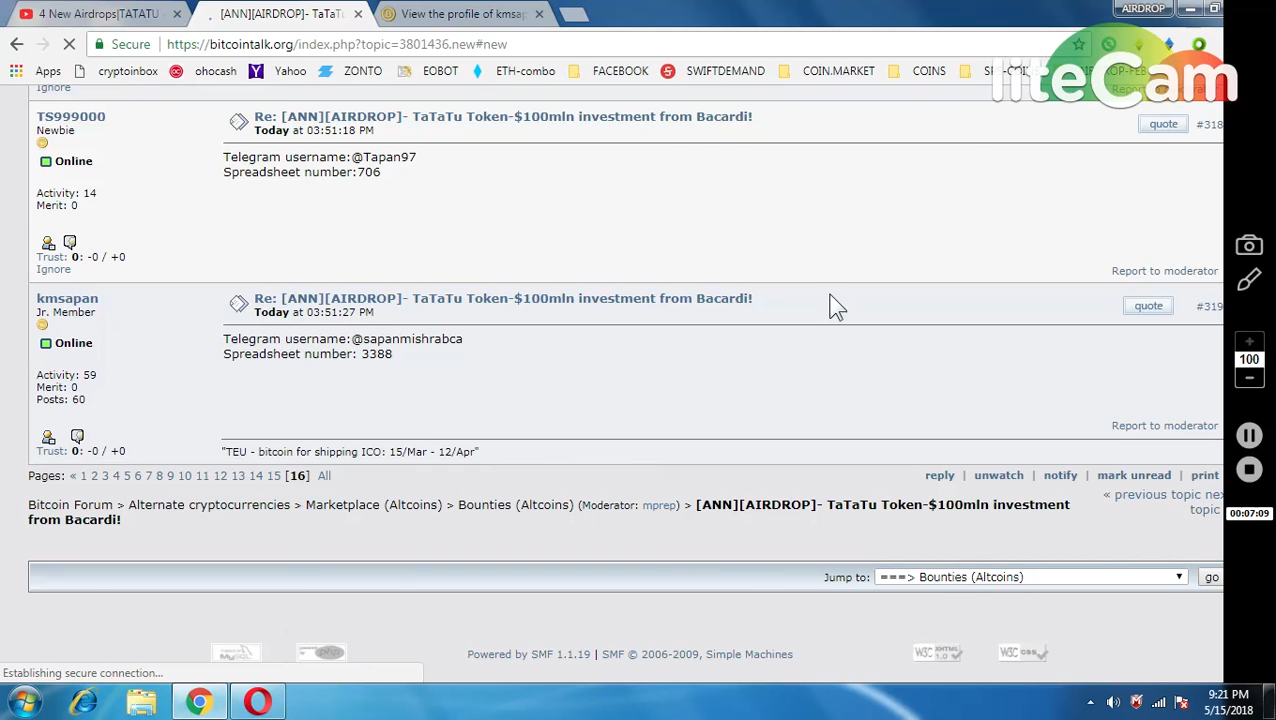 4 New Airdrops|TATATU
[ANN][AIRDROP]- TaTaTu
View the profile of kmsap
AIRDROP
Secure
https://bitcointalk.org/index.php?topic=3801436.new#new
Apps
cryptoinbox
ohocash
Yahoo
EOBOT
ETH-combo
FACEBOOK
SWIFTDEMAND
COIN.MARKET
COINS
liteCam
Ignore
TS999000
Newbie
Online
Activity: 14
Merit: 0
Trust: 0: -0 / +0
Ignore
Re: [ANN][AIRDROP]- TaTaTu Token-$100mln investment from Bacardi!
Today at 03:51:18 PM
quote
#318
Telegram username:@Tapan97
Spreadsheet number:706
Report to moderator
kmsapan
Jr. Member
Online
Activity: 59
Merit: 0
Posts: 60
Trust: 0: -0 / +0
Re: [ANN][AIRDROP]- TaTaTu Token-$100mln investment from Bacardi!
Today at 03:51:27 PM
quote
#319
Telegram username:@sapanmishrabca
Spreadsheet number: 3388
Report to moderator
"TEU - bitcoin for shipping ICO: 15/Mar - 12/Apr"
Pages: « 1 2 3 4 5 6 7 8 9 10 11 12 13 14 15 [16] All
reply | unwatch | notify | mark unread | print
« previous topic
topic
Bitcoin Forum > Alternate cryptocurrencies > Marketplace (Altcoins) > Bounties (Altcoins) (Moderator: mprep) > [ANN][AIRDROP]- TaTaTu Token-$100mln investment
from Bacardi!
Jump to: ===> Bounties (Altcoins)
go
MySQL
php
Powered by SMF 1.1.19 | SMF © 2006-2009, Simple Machines
W3C XHTML 1.0
W3C css
Establishing secure connection...
100
00:07:09
9:21 PM
5/15/2018